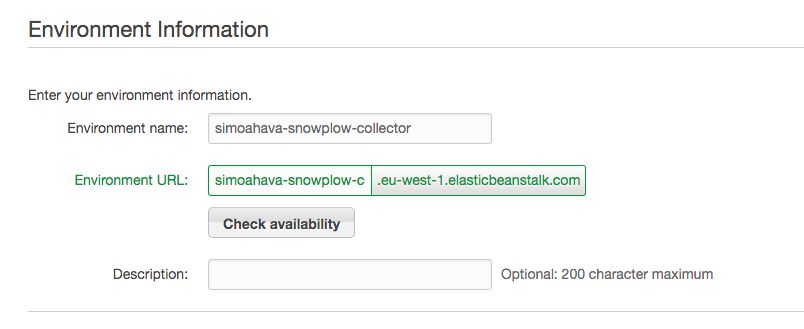 Environment Information
Enter your environment information.
Environment name: simoahava-snowplow-collector
Environment URL: simoahava-snowplow-c .eu-west-1.elasticbeanstalk.com
Check availability
Description: Optional: 200 character maximum